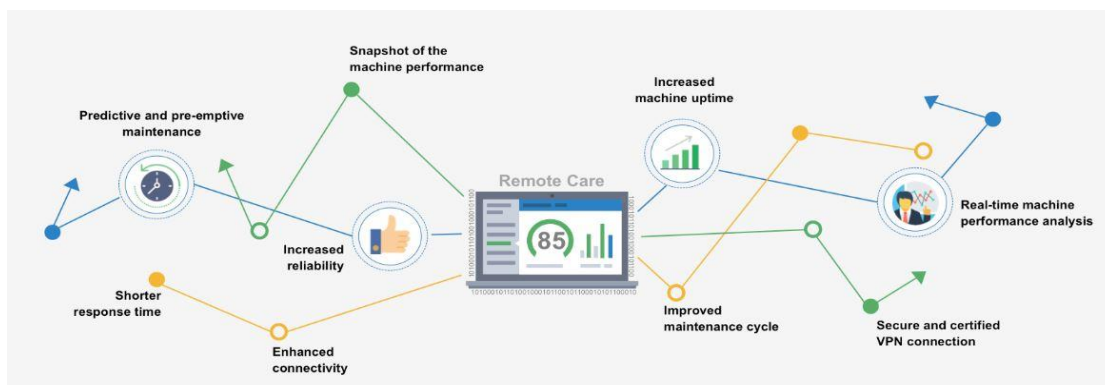 Snapshot of the
machine performance
Predictive and pre-emptive
maintenance
Increased
reliability
Shorter
response time
Enhanced
connectivity
Remote Care
85
Increased
machine uptime
Real-time machine
performance analysis
Improved
maintenance cycle
Secure and certified
VPN connection